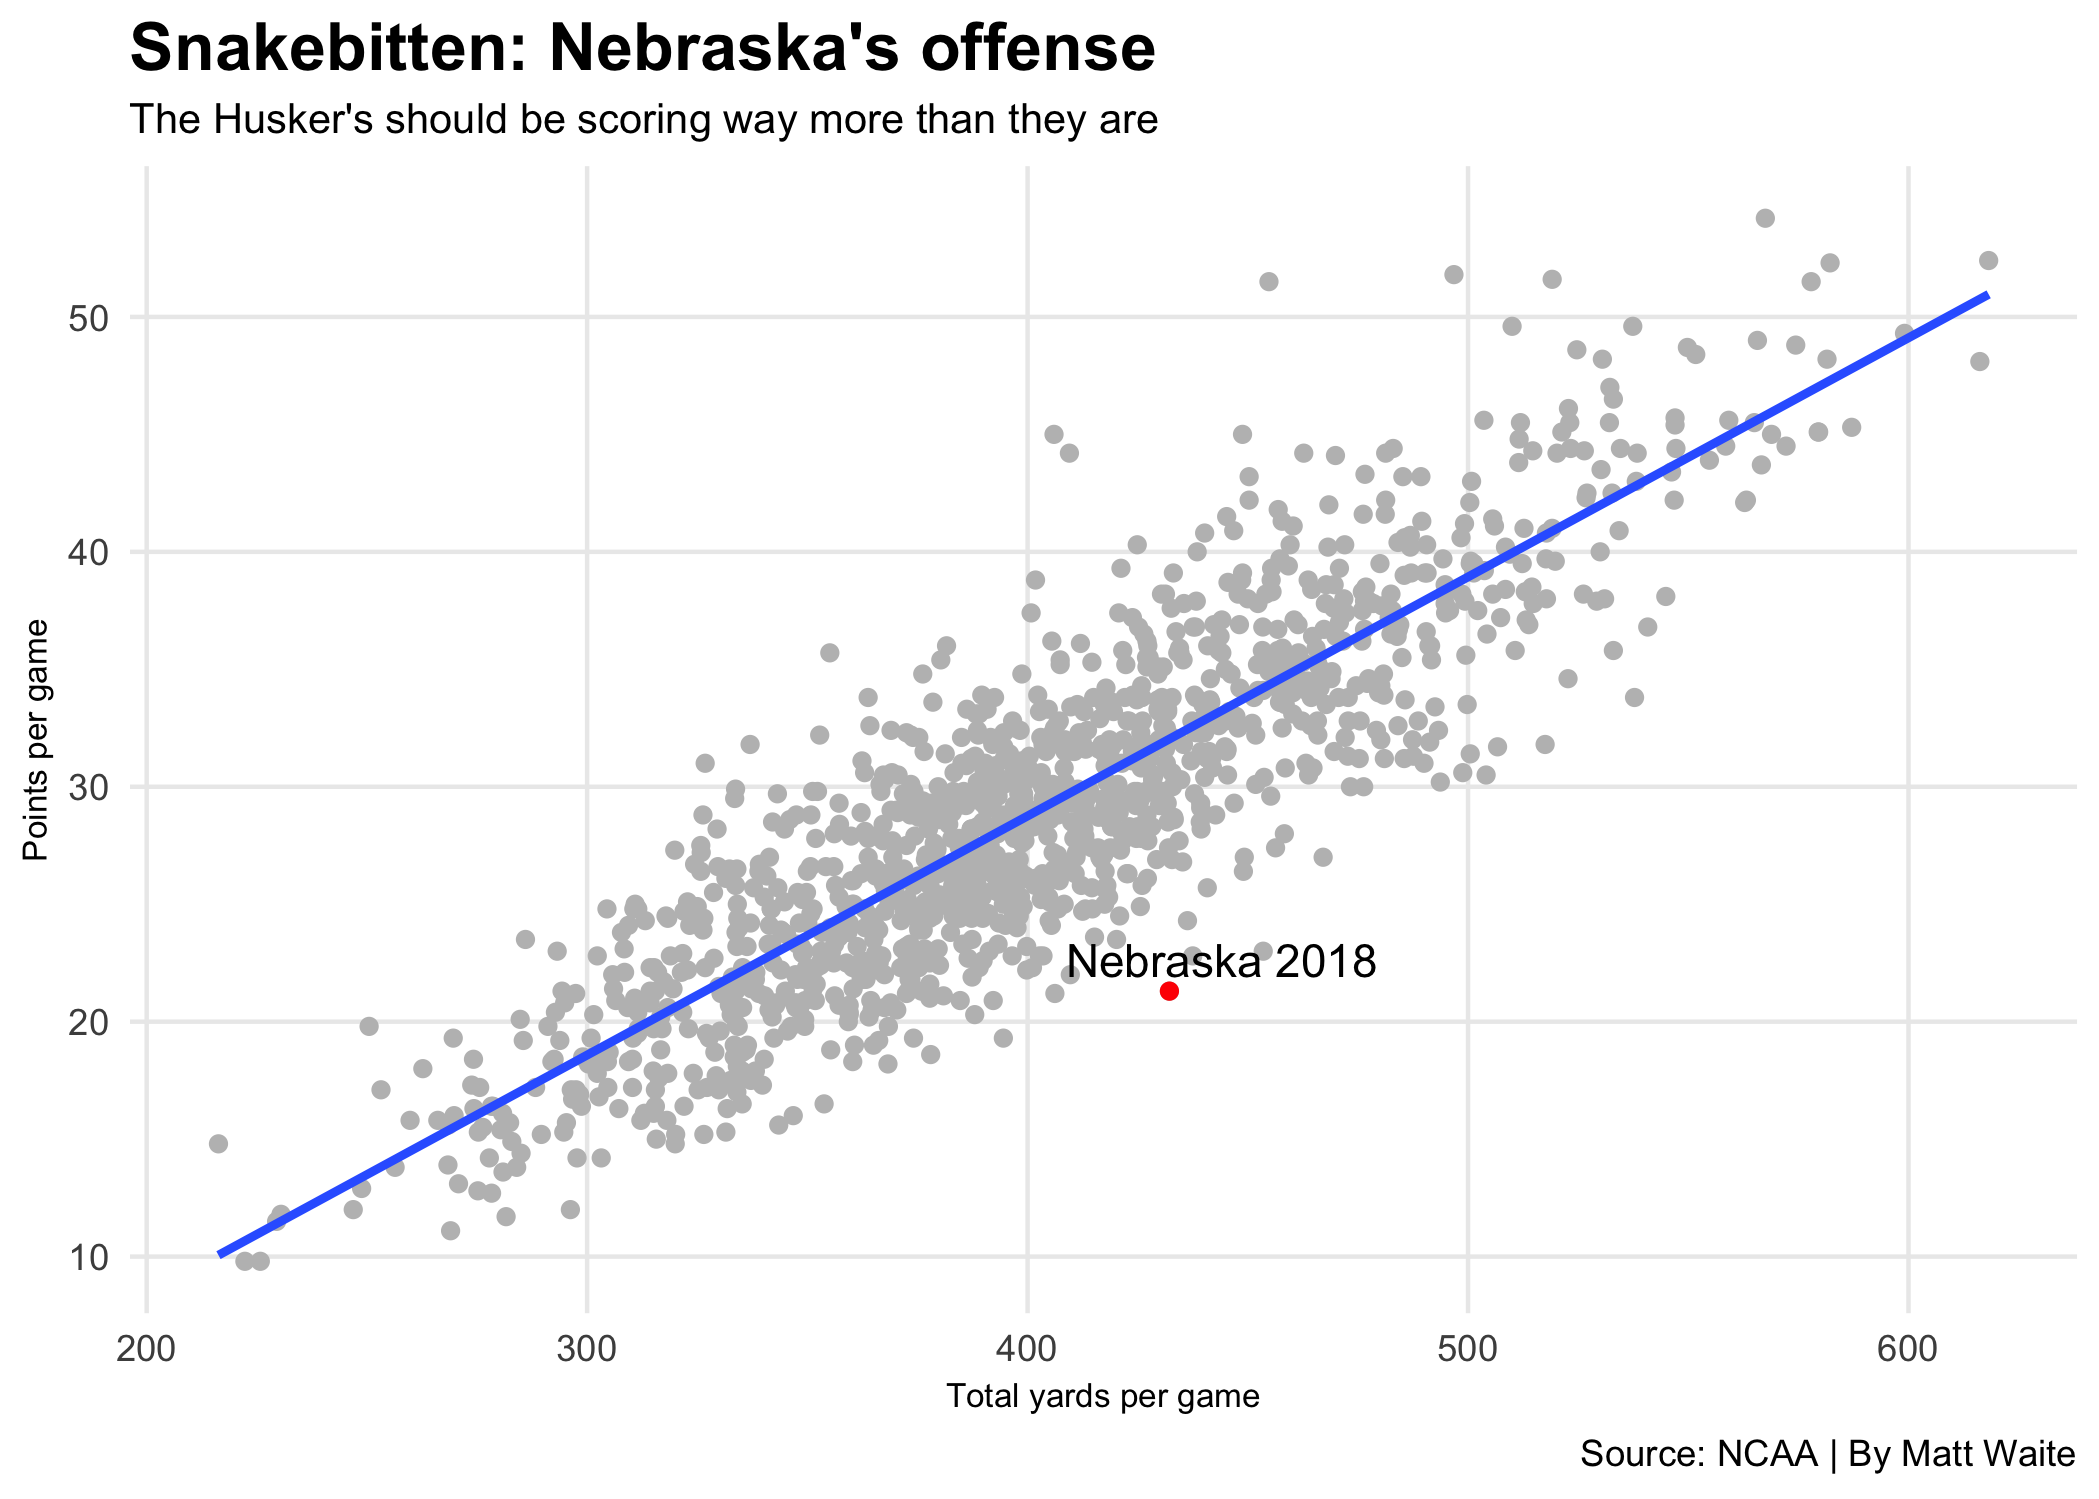 Snakebitten: Nebraska's offense
The Husker's should be scoring way more than they are
Points per game
50
40
30
20
10
Nebraska 2018
200 300 400 500 600
Total yards per game
Source: NCAA | By Matt Waite